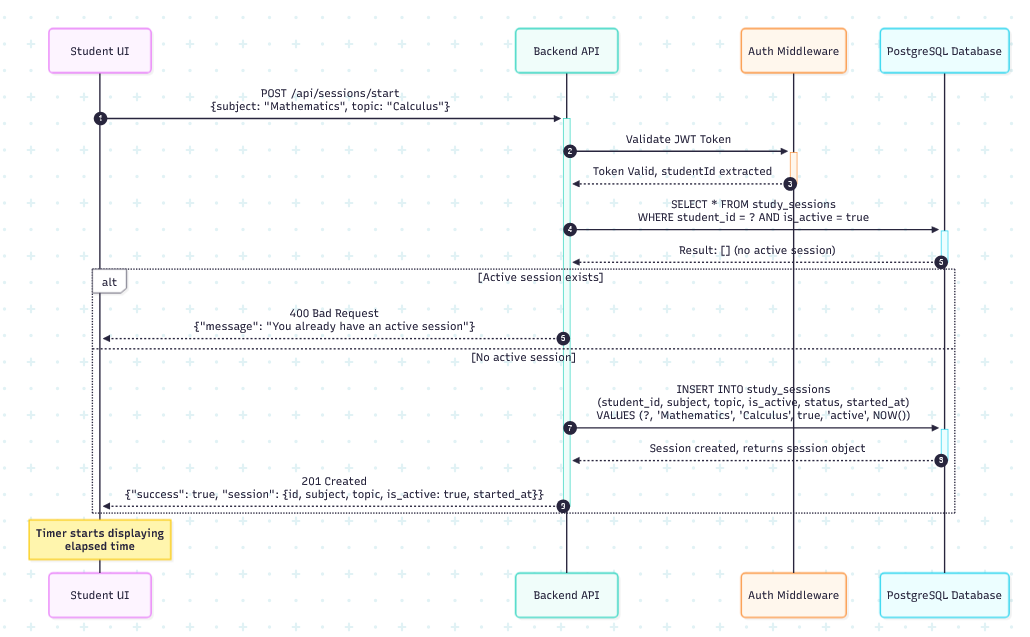 Student UI
Backend API
Auth Middleware
PostgreSQL Database
POST /api/sessions/start
{subject: "Mathematics", topic: "Calculus"}
1
Validate JWT Token
2
Token Valid, studentId extracted
3
SELECT * FROM study_sessions
WHERE student_id = ? AND is_active = true
4
Result: [] (no active session)
5
alt
[Active session exists]
400 Bad Request
{"message": "You already have an active session"}
6
[No active session]
INSERT INTO study_sessions
(student_id, subject, topic, is_active, status, started_at)
VALUES (?, 'Mathematics', 'Calculus', true, 'active', NOW())
7
Session created, returns session object
8
201 Created
{"success": true, "session": {id, subject, topic, is_active: true, started_at}}
9
Timer starts displaying
elapsed time
Student UI
Backend API
Auth Middleware
PostgreSQL Database